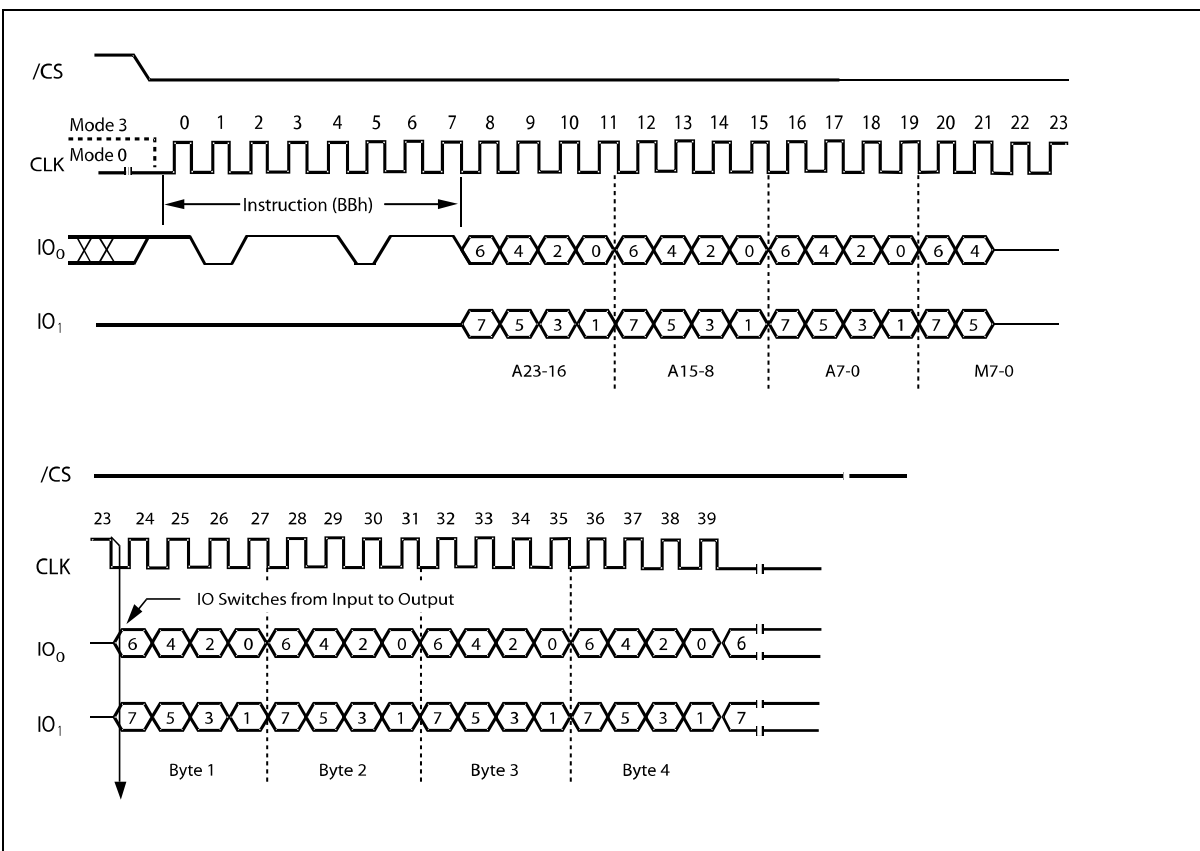 /CS
Mode 3
0 1 2 3 4 5 6 7 8 9 10 11 12 13 14 15 16 17 18 19 20 21 22 23
Mode 0
CLK
Instruction (BBh)
IO0 6 4 2 0 6 4 2 0 6 4 2 0 6 4
IO1 7 5 3 1 7 5 3 1 7 5 3 1 7 5
A23-16 A15-8 A7-0 M7-0
/CS
23 24 25 26 27 28 29 30 31 32 33 34 35 36 37 38 39
CLK
IO Switches from Input to Output
IO0 6 4 2 0 6 4 2 0 6 4 2 0 6 4 2 0 6
IO1 7 5 3 1 7 5 3 1 7 5 3 1 7 5 3 1 7
Byte 1 Byte 2 Byte 3 Byte 4